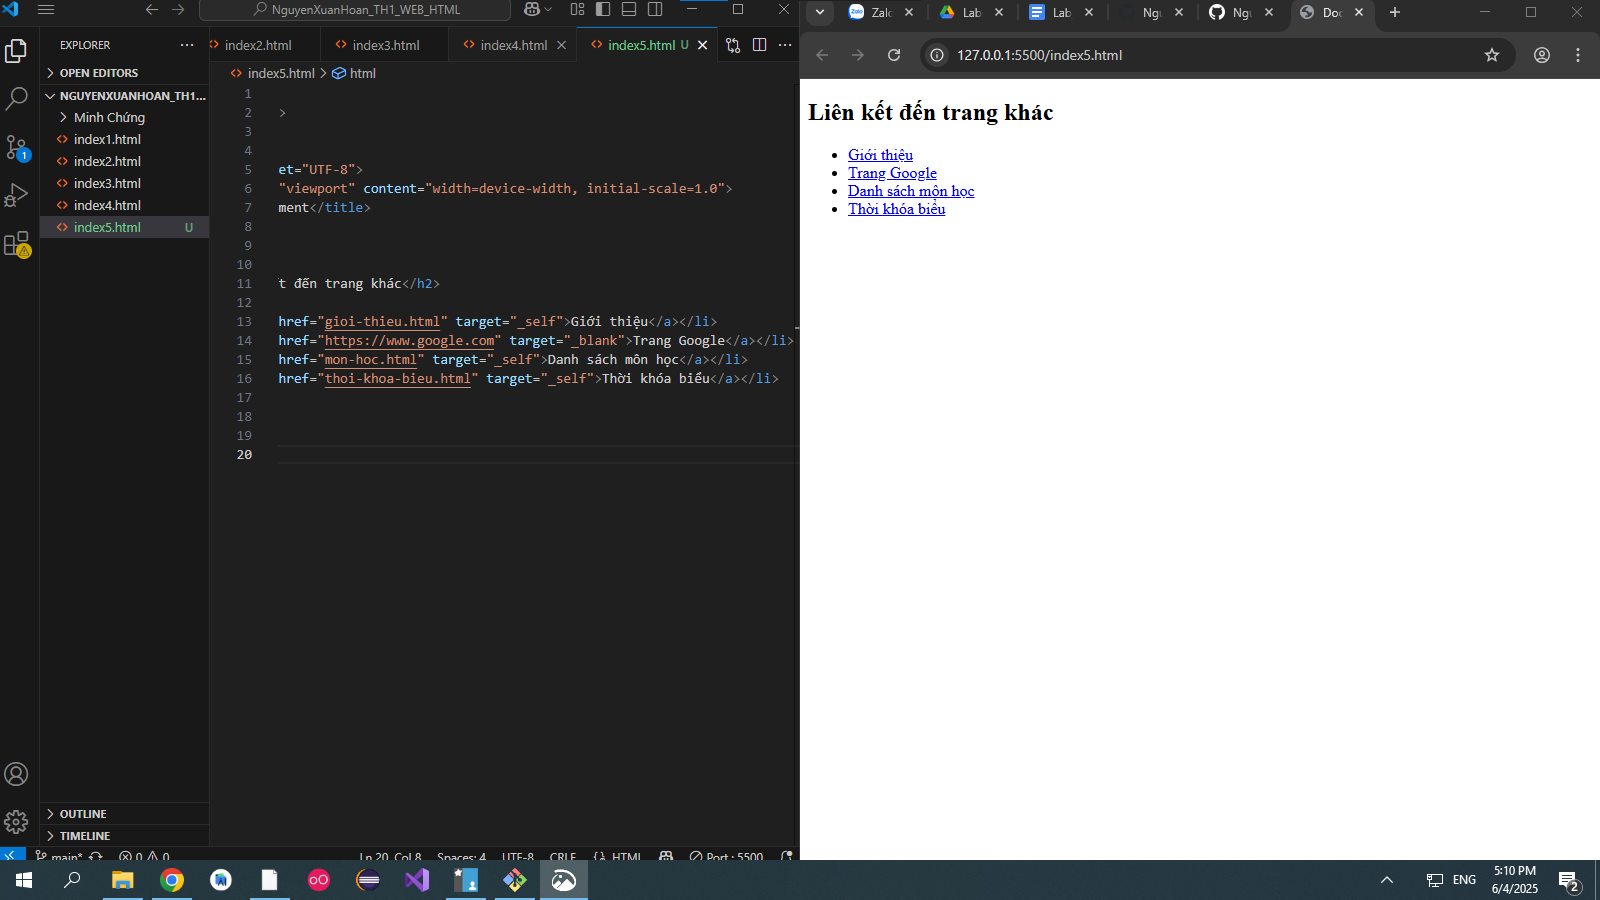 NguyenXuanHoan_TH1_WEB_HTML
EXPLORER
index2.html
index3.html
index4.html
index5.html U
OPEN EDITORS
NGUYENXUANHOAN_TH1...
Minh Chứng
index1.html
index2.html
index3.html
index4.html
index5.html U
index5.html > html
1
2 >
3
4
5 et="UTF-8">
6 "viewport" content="width=device-width, initial-scale=1.0">
7 ment</title>
8
9
10
11 t đến trang khác</h2>
12
13 href="gioi-thieu.html" target="_self">Giới thiệu</a></li>
14 href="https://www.google.com" target="_blank">Trang Google</a></li>
15 href="mon-hoc.html" target="_self">Danh sách môn học</a></li>
16 href="thoi-khoa-bieu.html" target="_self">Thời khóa biểu</a></li>
17
18
19
20
1
OUTLINE
TIMELINE
main* 0 0
Ln 20, Col 8 Spaces: 4 UTF-8 CRLF {} HTML Port : 5500
Zalo Lab Lab Ngu Ngu Doc
127.0.0.1:5500/index5.html
Liên kết đến trang khác
Giới thiệu
Trang Google
Danh sách môn học
Thời khóa biểu
ENG
5:10 PM
6/4/2025
2